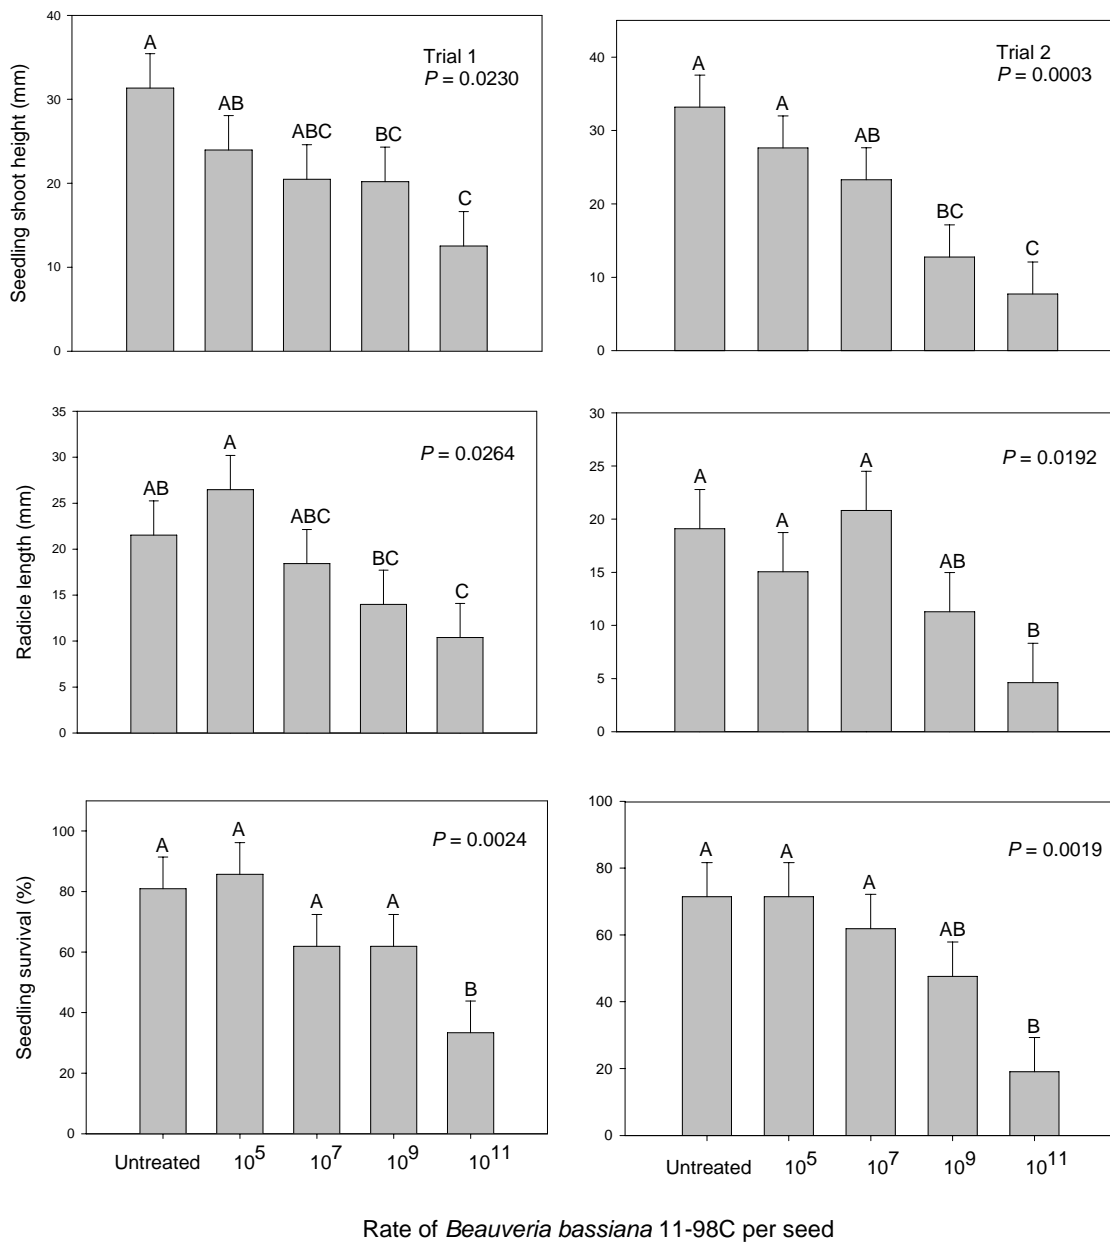 Trial 1
P = 0.0230
Seedling shoot height (mm)
40
30
20
10
0
A
AB
ABC
BC
C
Trial 2
P = 0.0003
40
30
20
10
0
A
A
AB
BC
C
P = 0.0264
Radicle length (mm)
35
30
25
20
15
10
5
0
AB
A
ABC
BC
C
P = 0.0192
30
25
20
15
10
5
0
A
A
A
AB
B
P = 0.0024
Seedling survival (%)
100
80
60
40
20
0
A
A
A
A
B
Untreated 10^5 10^7 10^9 10^11
P = 0.0019
100
80
60
40
20
0
A
A
A
AB
B
Untreated 10^5 10^7 10^9 10^11
Rate of Beauveria bassiana 11-98C per seed